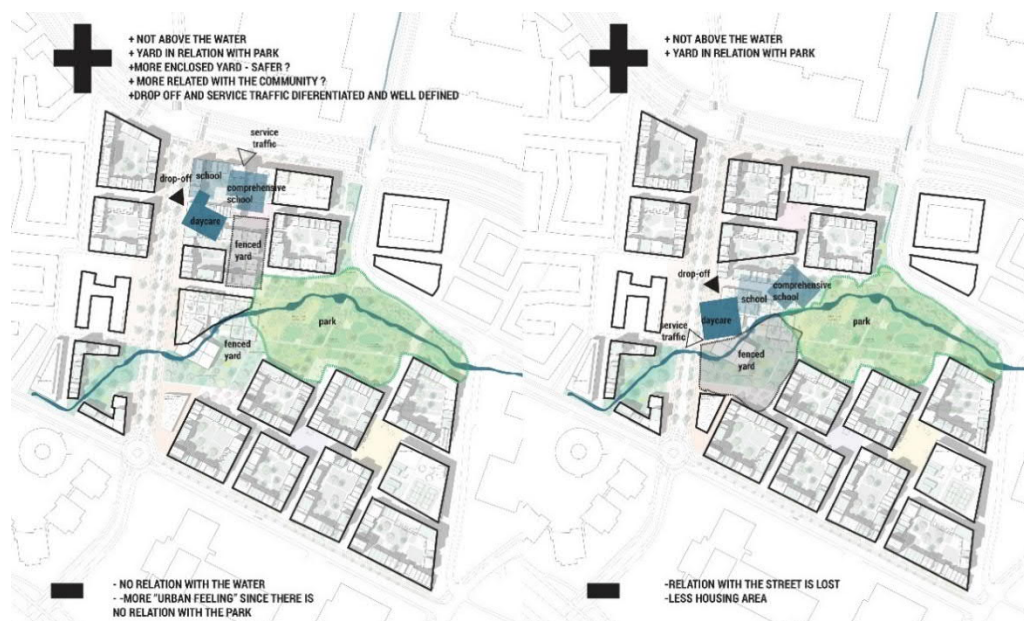 + NOT ABOVE THE WATER
+ YARD IN RELATION WITH PARK
+MORE ENCLOSED YARD - SAFER ?
+ MORE RELATED WITH THE COMMUNITY ?
+DROP OFF AND SERVICE TRAFFIC DIFERENTIATED AND WELL DEFINED
service
traffic
drop-off
school
comprehensive
school
daycare
fenced
yard
park
fenced
yard
- NO RELATION WITH THE WATER
- -MORE "URBAN FEELING" SINCE THERE IS
NO RELATION WITH THE PARK
+ NOT ABOVE THE WATER
+ YARD IN RELATION WITH PARK
drop-off
comprehensive
school
school
daycare
service
traffic
park
fenced
yard
-RELATION WITH THE STREET IS LOST
-LESS HOUSING AREA